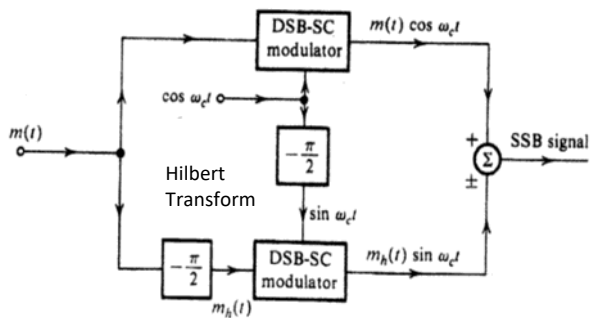 DSB-SC
modulator
m(t) cos ω_c t
cos ω_c t
m(t)
−π/2
+
Σ
SSB signal
±
Hilbert
Transform
sin ω_c t
−π/2
m_h(t)
DSB-SC
modulator
m_h(t) sin ω_c t